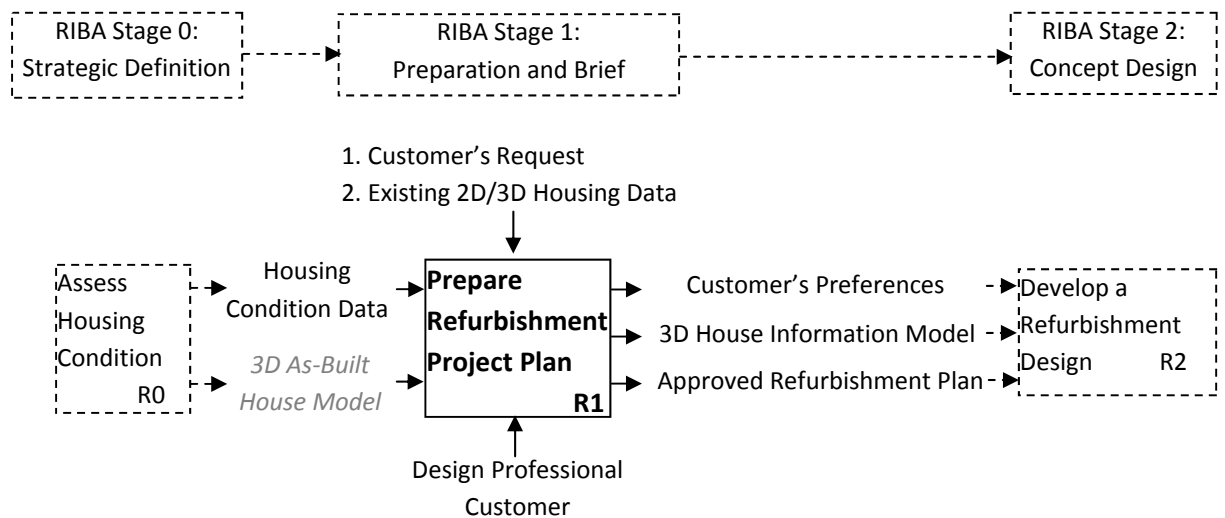 RIBA Stage 0:
Strategic Definition
RIBA Stage 1:
Preparation and Brief
RIBA Stage 2:
Concept Design
1. Customer’s Request
2. Existing 2D/3D Housing Data
Assess
Housing
Condition
R0
Housing
Condition Data
3D As-Built
House Model
Prepare
Refurbishment
Project Plan
R1
Customer’s Preferences
3D House Information Model
Approved Refurbishment Plan
Develop a
Refurbishment
Design R2
Design Professional
Customer